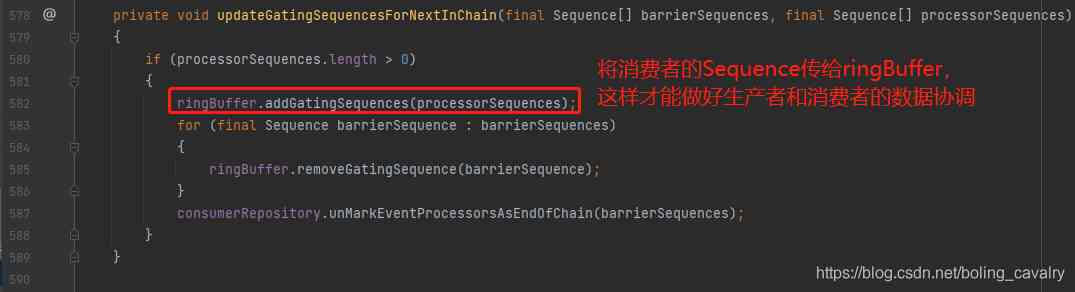 578 @ private void updateGatingSequencesForNextInChain(final Sequence[] barrierSequences, final Sequence[] processorSequences)
579 {
580 if (processorSequences.length > 0)
581 {
582 ringBuffer.addGatingSequences(processorSequences);
583 for (final Sequence barrierSequence : barrierSequences)
584 {
585 ringBuffer.removeGatingSequence(barrierSequence);
586 }
587 consumerRepository.unMarkEventProcessorsAsEndOfChain(barrierSequences);
588 }
589 }
590
将消费者的Sequence传给ringBuffer,
这样才能做好生产者和消费者的数据协调
https://blog.csdn.net/boling_cavalry